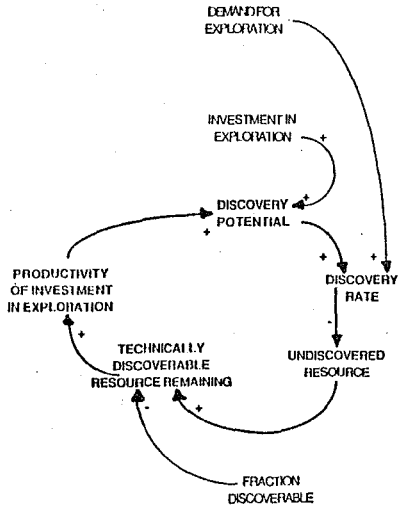 DEMAND FOR
EXPLORATION
INVESTMENT IN
EXPLORATION
+
+
DISCOVERY
POTENTIAL
+
+
+
DISCOVERY
RATE
PRODUCTIVITY
OF INVESTMENT
IN EXPLORATION
+
-
TECHNICALLY
DISCOVERABLE
RESOURCE REMAINING
UNDISCOVERED
RESOURCE
-
+
FRACTION
DISCOVERABLE